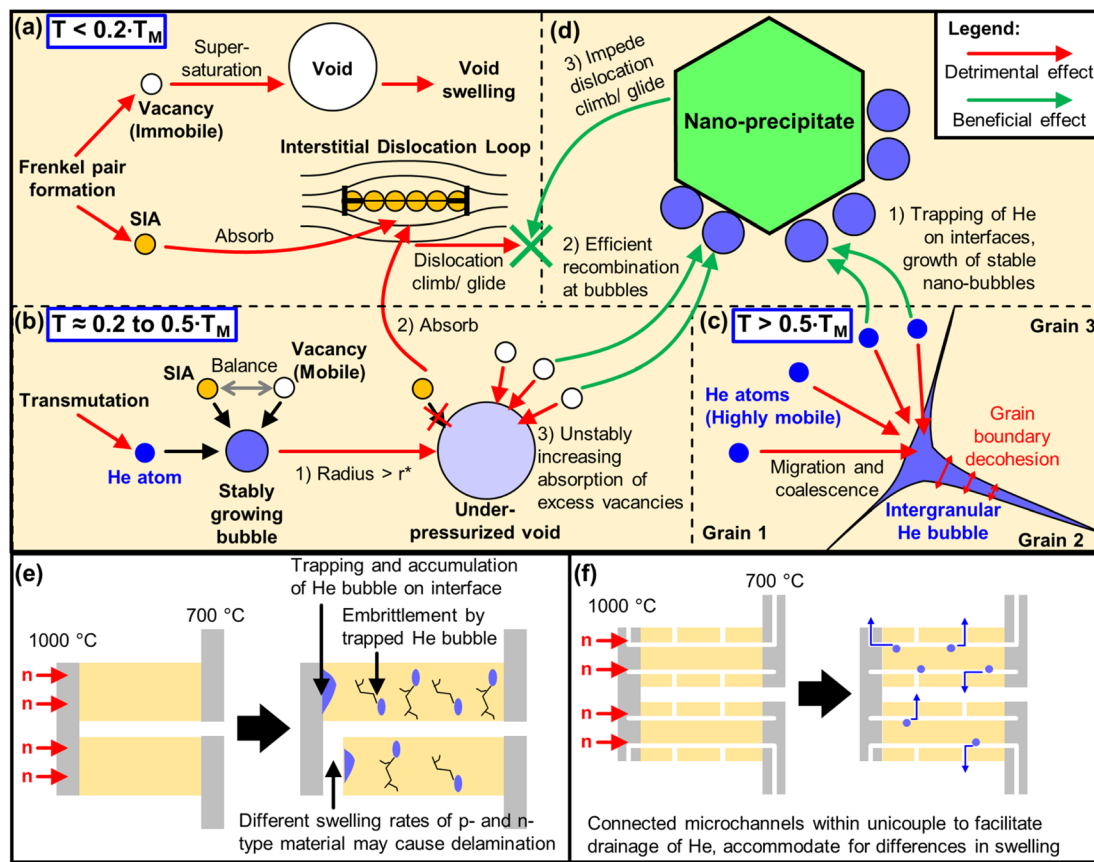 (a)
T < 0.2·TM
Super-
saturation
Void
Void
swelling
Vacancy
(Immobile)
Frenkel pair
formation
SIA
Absorb
Interstitial Dislocation Loop
Dislocation
climb/ glide
(d)
3) Impede
dislocation
climb/ glide
Nano-precipitate
Legend:
Detrimental effect
Beneficial effect
2) Efficient
recombination
at bubbles
1) Trapping of He
on interfaces,
growth of stable
nano-bubbles
(b)
T ≈ 0.2 to 0.5·TM
2) Absorb
SIA
Balance
Vacancy
(Mobile)
Transmutation
He atom
Stably
growing
bubble
1) Radius > r*
Under-
pressurized void
3) Unstably
increasing
absorption of
excess vacancies
(c)
T > 0.5·TM
Grain 3
He atoms
(Highly mobile)
Grain
boundary
decohesion
Migration and
coalescence
Intergranular
He bubble
Grain 1
Grain 2
(e)
1000 °C
700 °C
n
n
n
n
Trapping and accumulation
of He bubble on interface
Embrittlement by
trapped He bubble
Different swelling rates of p- and n-
type material may cause delamination
(f)
1000 °C
700 °C
n
n
n
n
Connected microchannels within unicouple to facilitate
drainage of He, accommodate for differences in swelling